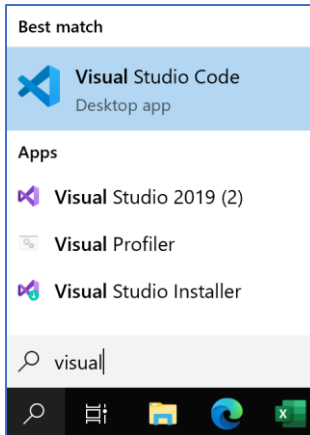 Best match
Visual Studio Code
Desktop app
Apps
Visual Studio 2019 (2)
Visual Profiler
Visual Studio Installer
visual